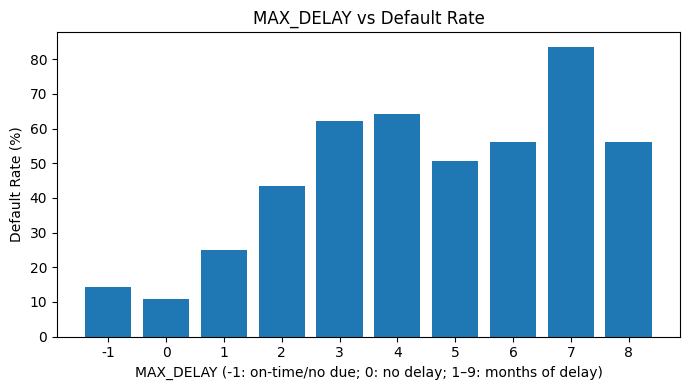 MAX_DELAY vs Default Rate
Default Rate (%)
80
70
60
50
40
30
20
10
0
-1 0 1 2 3 4 5 6 7 8
MAX_DELAY (-1: on-time/no due; 0: no delay; 1–9: months of delay)